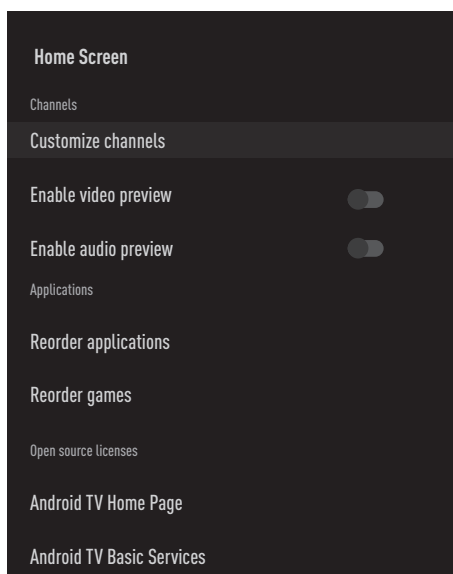 Home Screen
Channels
Customize channels
Enable video preview
Enable audio preview
Applications
Reorder applications
Reorder games
Open source licenses
Android TV Home Page
Android TV Basic Services